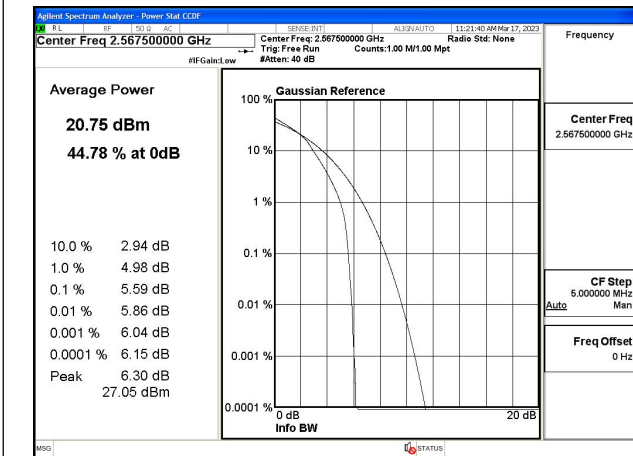 Agilent Spectrum Analyzer - Power Stat CCDF
LXI RL RF 50 Ω AC SENSE:INT ALIGN AUTO 11:21:40 AM Mar 17, 2023
Center Freq 2.567500000 GHz
#IFGain:Low
Center Freq: 2.567500000 GHz Radio Std: None
Trig: Free Run Counts:1.00 M/1.00 Mpt
#Atten: 40 dB
Average Power
20.75 dBm
44.78 % at 0dB
10.0 % 2.94 dB
1.0 % 4.98 dB
0.1 % 5.59 dB
0.01 % 5.86 dB
0.001 % 6.04 dB
0.0001 % 6.15 dB
Peak 6.30 dB
27.05 dBm
Gaussian Reference
100 %
10 %
1 %
0.1 %
0.01 %
0.001 %
0.0001 %
0 dB 20 dB
Info BW
Frequency
Center Freq
2.567500000 GHz
CF Step
5.000000 MHz
Auto Man
Freq Offset
0 Hz
MSG STATUS